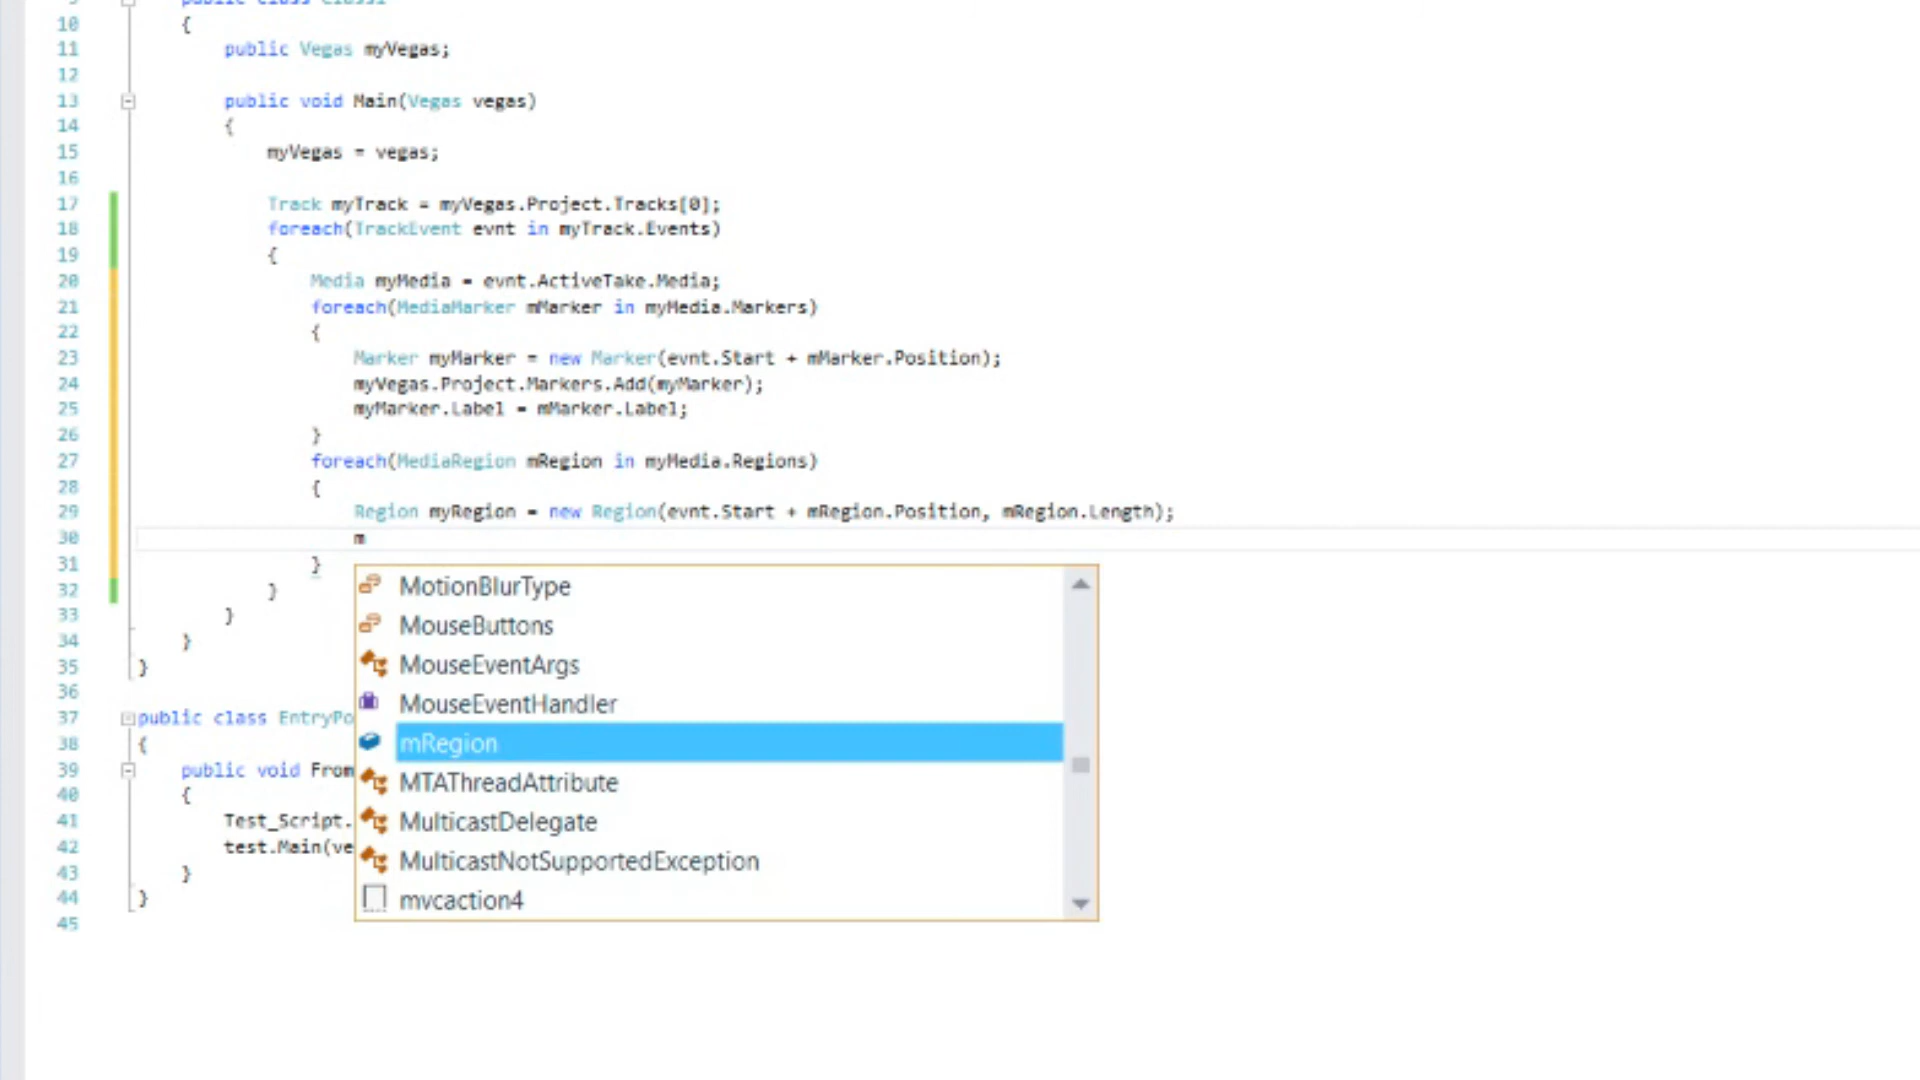 9 public class Class1
10 {
11 public Vegas myVegas;
12
13 public void Main(Vegas vegas)
14 {
15 myVegas = vegas;
16
17 Track myTrack = myVegas.Project.Tracks[0];
18 foreach(TrackEvent evnt in myTrack.Events)
19 {
20 Media myMedia = evnt.ActiveTake.Media;
21 foreach(MediaMarker mMarker in myMedia.Markers)
22 {
23 Marker myMarker = new Marker(evnt.Start + mMarker.Position);
24 myVegas.Project.Markers.Add(myMarker);
25 myMarker.Label = mMarker.Label;
26 }
27 foreach(MediaRegion mRegion in myMedia.Regions)
28 {
29 Region myRegion = new Region(evnt.Start + mRegion.Position, mRegion.Length);
30 m
31 }
32 }
33 }
34 }
35 }
36
37 public class EntryPo
38 {
39 public void From
40 {
41 Test_Script.
42 test.Main(ve
43 }
44 }
45
MotionBlurType
MouseButtons
MouseEventArgs
MouseEventHandler
mRegion
MTAThreadAttribute
MulticastDelegate
MulticastNotSupportedException
mvcaction4